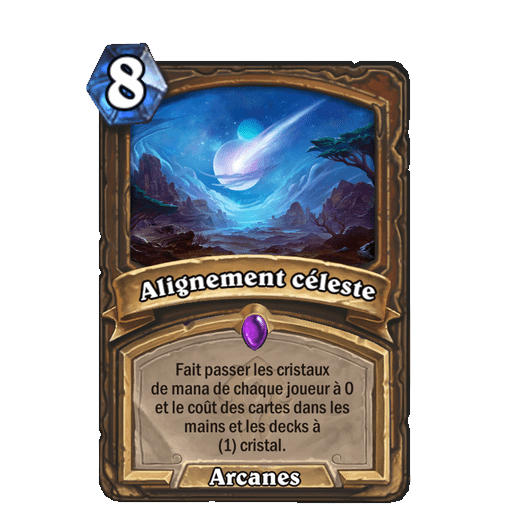 8
Alignement céleste
Fait passer les cristaux
de mana de chaque joueur à 0
et le coût des cartes dans les
mains et les decks à
(1) cristal.
Arcanes